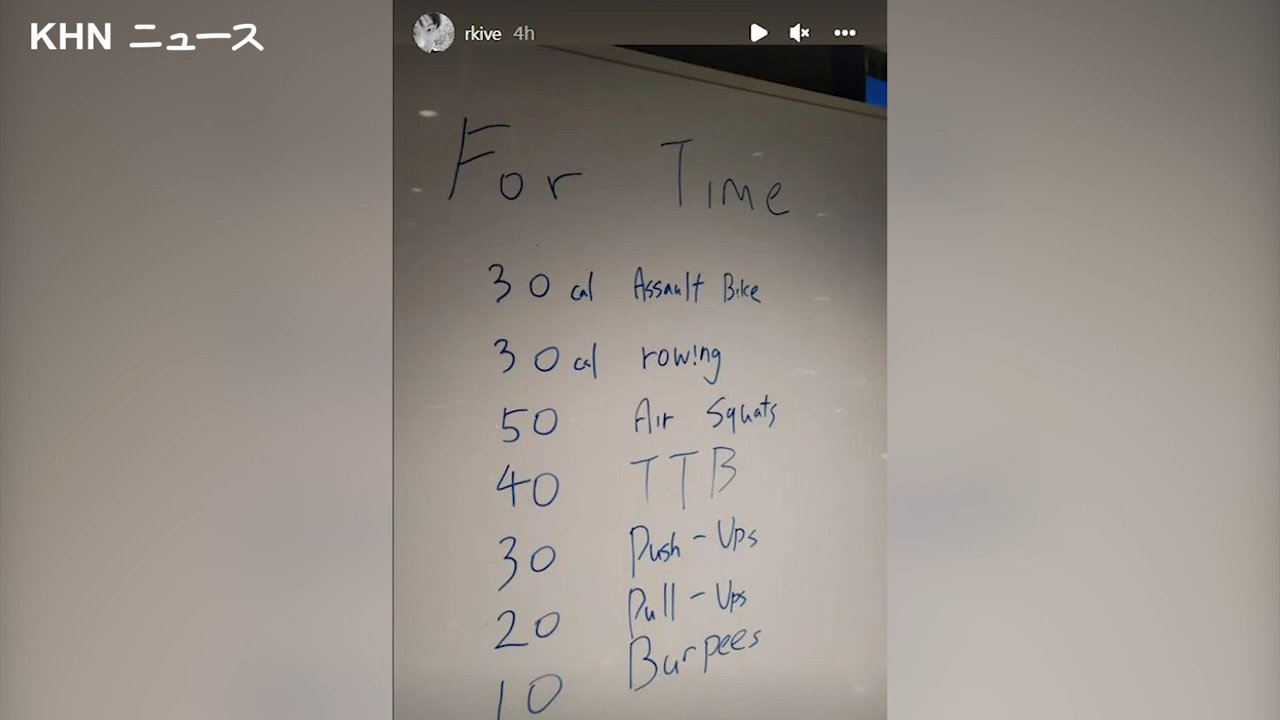 KHN ニュース
rkive 4h
For Time
30 cal Assault Bike
30 cal rowing
50 Air Squats
40 TTB
30 Push-Ups
20 Pull-Ups
10 Burpees